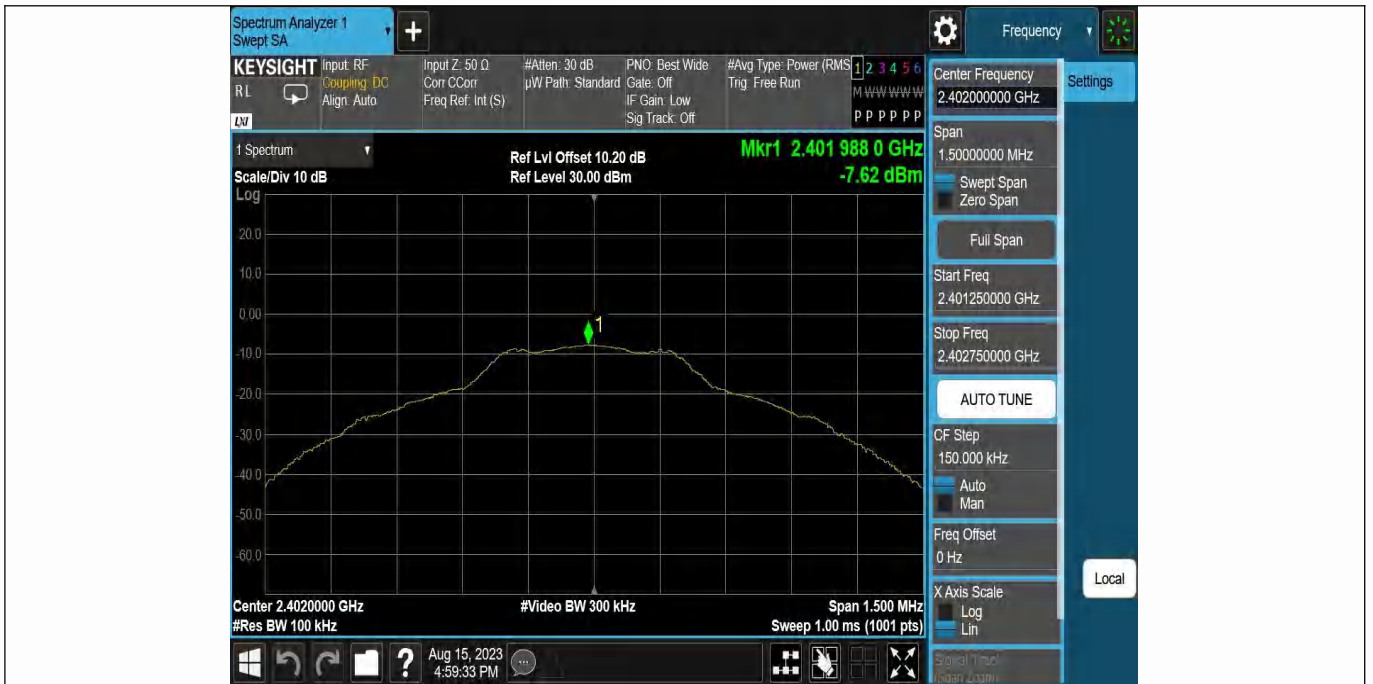 Spectrum Analyzer 1
Swept SA
Frequency
KEYSIGHT
RL
LXI
Input: RF
Coupling: DC
Align: Auto
Input Z: 50 Ω
Corr CCorr
Freq Ref: Int (S)
#Atten: 30 dB
µW Path: Standard
PNO: Best Wide
Gate: Off
IF Gain: Low
Sig Track: Off
#Avg Type: Power (RMS
Trig: Free Run
1 2 3 4 5 6
M W W W W W
P P P P P P
1 Spectrum
Scale/Div 10 dB
Log
Ref Lvl Offset 10.20 dB
Ref Level 30.00 dBm
Mkr1 2.401 988 0 GHz
-7.62 dBm
20.0
10.0
0.00
1
-10.0
-20.0
-30.0
-40.0
-50.0
-60.0
Center 2.4020000 GHz
#Res BW 100 kHz
#Video BW 300 kHz
Span 1.500 MHz
Sweep 1.00 ms (1001 pts)
Center Frequency
2.402000000 GHz
Settings
Span
1.50000000 MHz
Swept Span
Zero Span
Full Span
Start Freq
2.401250000 GHz
Stop Freq
2.402750000 GHz
AUTO TUNE
CF Step
150.000 kHz
Auto
Man
Freq Offset
0 Hz
X Axis Scale
Log
Lin
Local
Signal Track
(Span Zoom)
Aug 15, 2023
4:59:33 PM